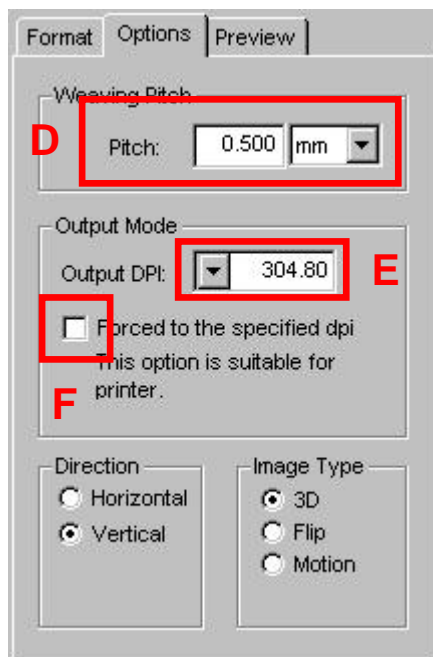 Format Options Preview
Weaving Pitch
D Pitch: 0.500 mm
Output Mode
Output DPI: 304.80 E
Forced to the specified dpi
This option is suitable for
F printer.
Direction Image Type
Horizontal 3D
Vertical Flip
Motion